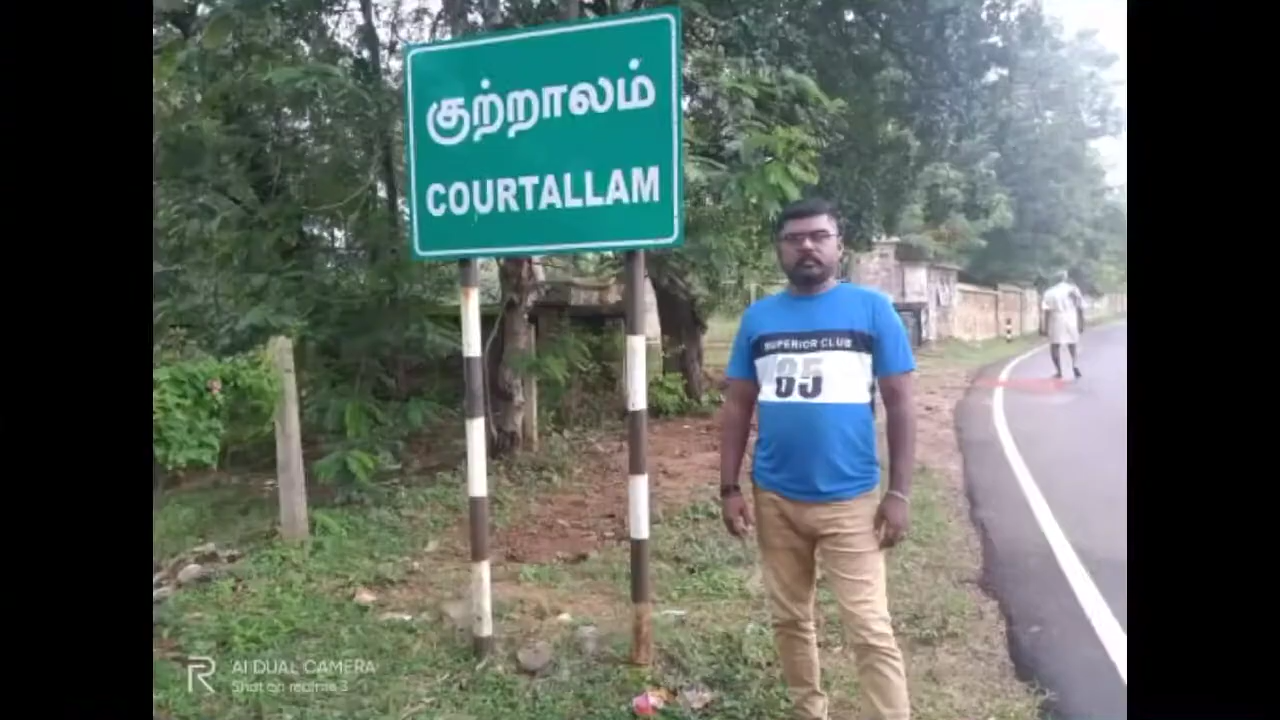 குற்றாலம்
COURTALLAM
SUPERIOR CLUB
85
R
AI DUAL CAMERA
Shot on realme 3